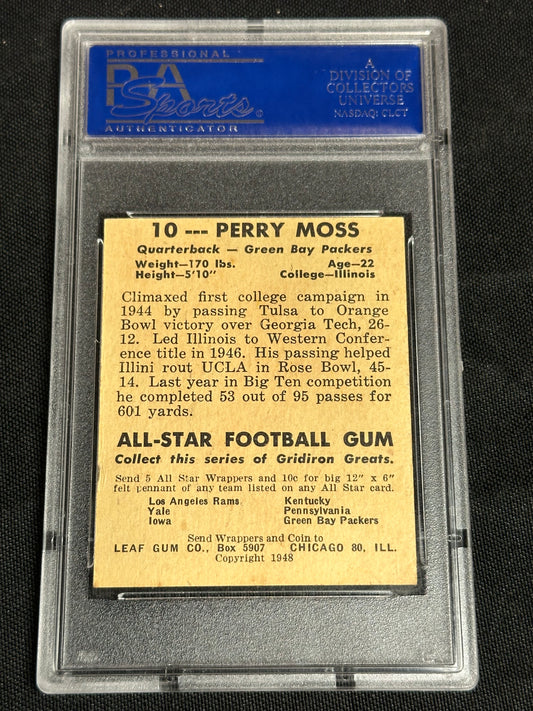 PROFESSIONAL
PSA
Sports®
AUTHENTICATOR
A
DIVISION OF
COLLECTORS
UNIVERSE
NASDAQ: CLCT
10 --- PERRY MOSS
Quarterback — Green Bay Packers
Weight—170 lbs. Age—22
Height—5'10" College—Illinois
Climaxed first college campaign in
1944 by passing Tulsa to Orange
Bowl victory over Georgia Tech, 26-
12. Led Illinois to Western Confer-
ence title in 1946. His passing helped
Illini rout UCLA in Rose Bowl, 45-
14. Last year in Big Ten competition
he completed 53 out of 95 passes for
601 yards.
ALL-STAR FOOTBALL GUM
Collect this series of Gridiron Greats.
Send 5 All Star Wrappers and 10c for big 12" x 6"
felt pennant of any team listed on any All Star card.
Los Angeles Rams Kentucky
Yale Pennsylvania
Iowa Green Bay Packers
Send Wrappers and Coin to
LEAF GUM CO., Box 5907 CHICAGO 80, ILL.
Copyright 1948